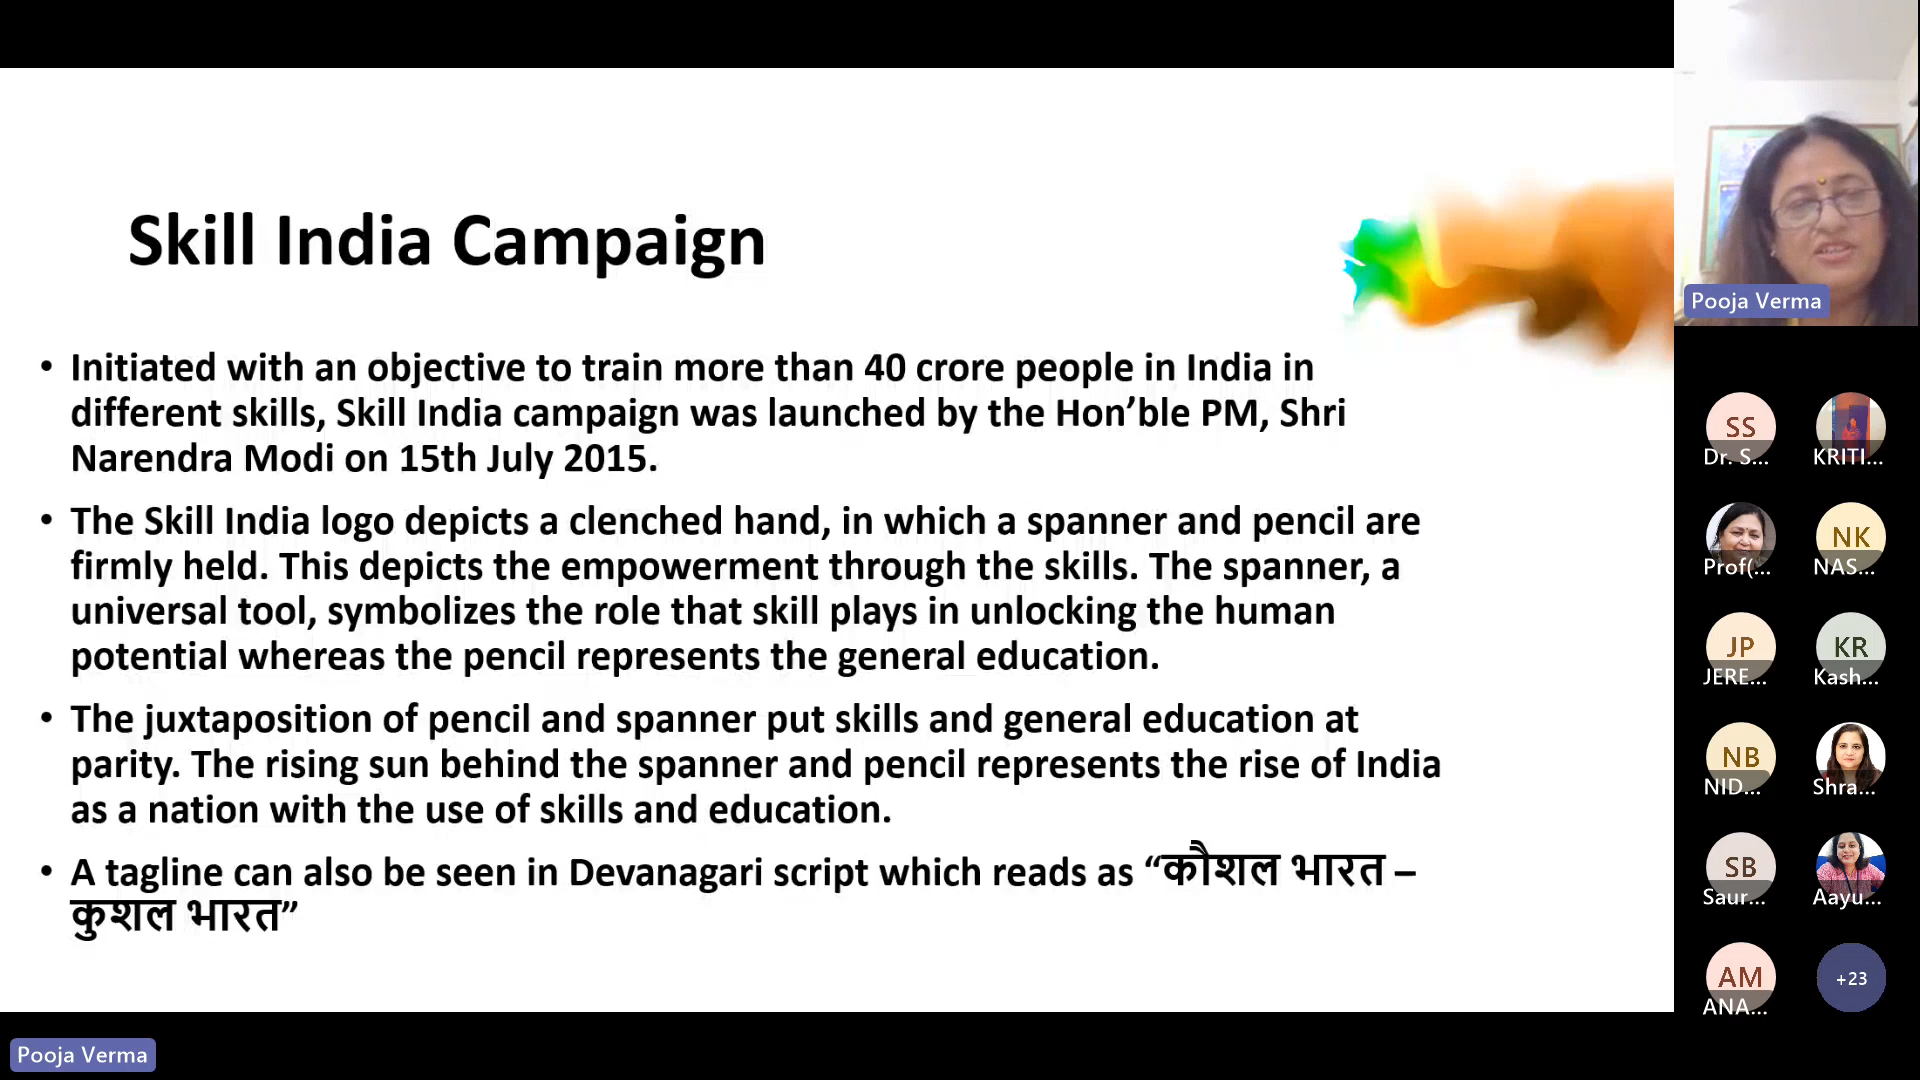 Skill India Campaign
• Initiated with an objective to train more than 40 crore people in India in
different skills, Skill India campaign was launched by the Hon’ble PM, Shri
Narendra Modi on 15th July 2015.
• The Skill India logo depicts a clenched hand, in which a spanner and pencil are
firmly held. This depicts the empowerment through the skills. The spanner, a
universal tool, symbolizes the role that skill plays in unlocking the human
potential whereas the pencil represents the general education.
• The juxtaposition of pencil and spanner put skills and general education at
parity. The rising sun behind the spanner and pencil represents the rise of India
as a nation with the use of skills and education.
• A tagline can also be seen in Devanagari script which reads as “कौशल भारत –
कुशल भारत”
Pooja Verma
SS
Dr. S...
KRITI...
Prof(...
NK
NAS...
JP
JERE...
KR
Kash...
NB
NID...
Shra...
SB
Saur...
Aayu...
AM
ANA...
+23
Pooja Verma